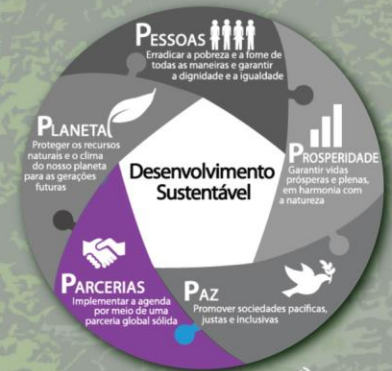 PESSOAS
Erradicar a pobreza e a fome de
todas as maneiras e garantir
a dignidade e a igualdade
PLANETA
Proteger os recursos
naturais e o clima
do nosso planeta
para as gerações
futuras
Desenvolvimento
Sustentável
PROSPERIDADE
Garantir vidas
prósperas e plenas,
em harmonia com
a natureza
PARCERIAS
Implementar a agenda
por meio de uma
parceria global sólida
PAZ
Promover sociedades pacíficas,
justas e inclusivas